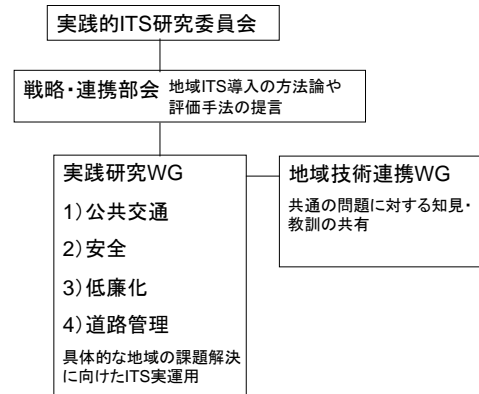 実践的ITS研究委員会
戦略・連携部会 地域ITS導入の方法論や
評価手法の提言
実践研究WG
1)公共交通
2)安全
3)低廉化
4)道路管理
具体的な地域の課題解決
に向けたITS実運用
地域技術連携WG
共通の問題に対する知見・
教訓の共有